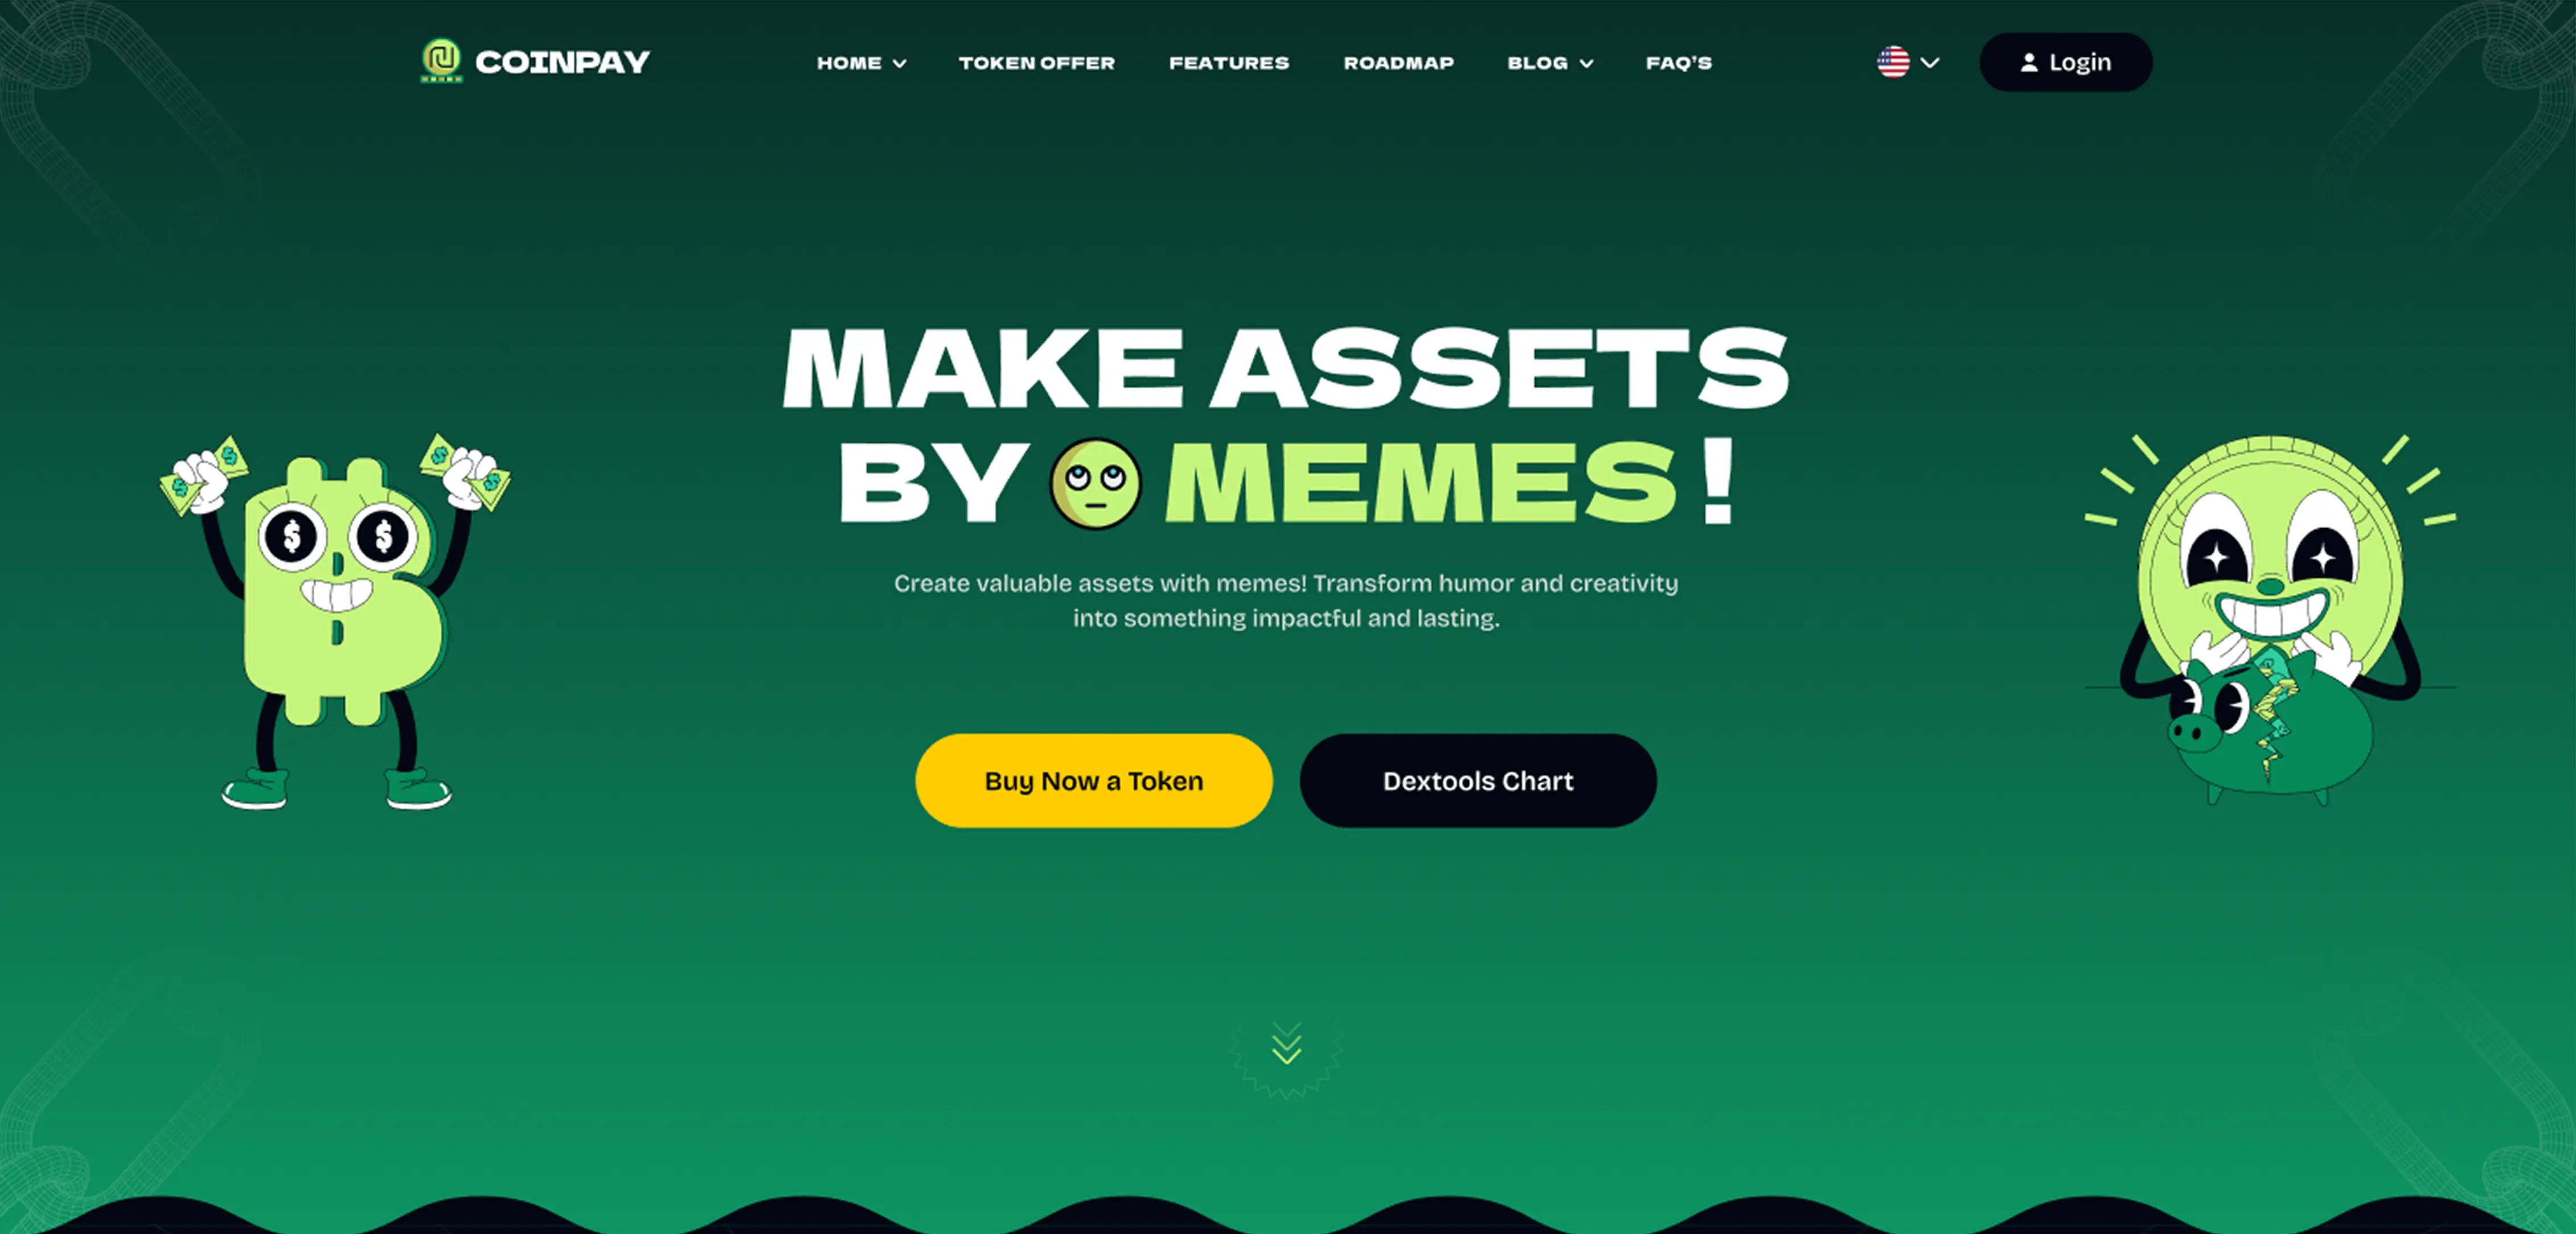 COINPAY
HOME
TOKEN OFFER
FEATURES
ROADMAP
BLOG
FAQ'S
Login
MAKE ASSETS
BY MEMES!
Create valuable assets with memes! Transform humor and creativity
into something impactful and lasting.
Buy Now a Token
Dextools Chart